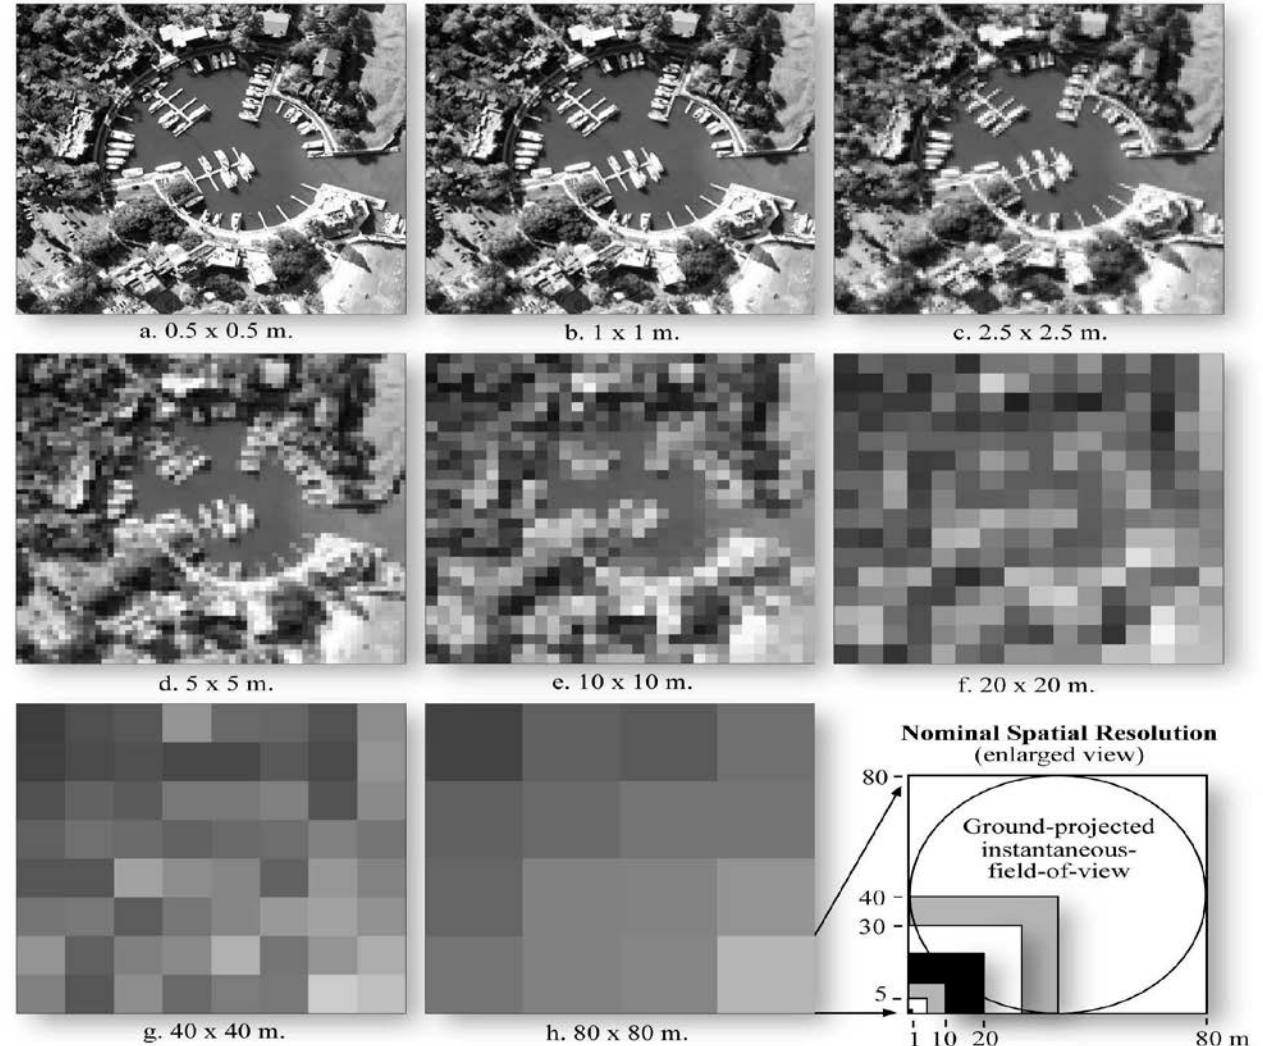 a. 0.5 x 0.5 m.
b. 1 x 1 m.
c. 2.5 x 2.5 m.
d. 5 x 5 m.
e. 10 x 10 m.
f. 20 x 20 m.
g. 40 x 40 m.
h. 80 x 80 m.
Nominal Spatial Resolution
(enlarged view)
80
Ground-projected
instantaneous-
field-of-view
40
30
5
1 10 20 80 m